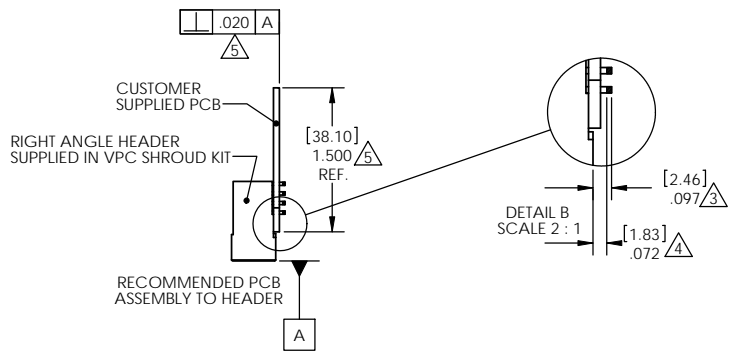 ⊥ .020 A
5
CUSTOMER
SUPPLIED PCB
RIGHT ANGLE HEADER
SUPPLIED IN VPC SHROUD KIT
[38.10]
1.500 5
REF.
RECOMMENDED PCB
ASSEMBLY TO HEADER
A
DETAIL B
SCALE 2 : 1
[2.46]
.097 3
[1.83]
.072 4